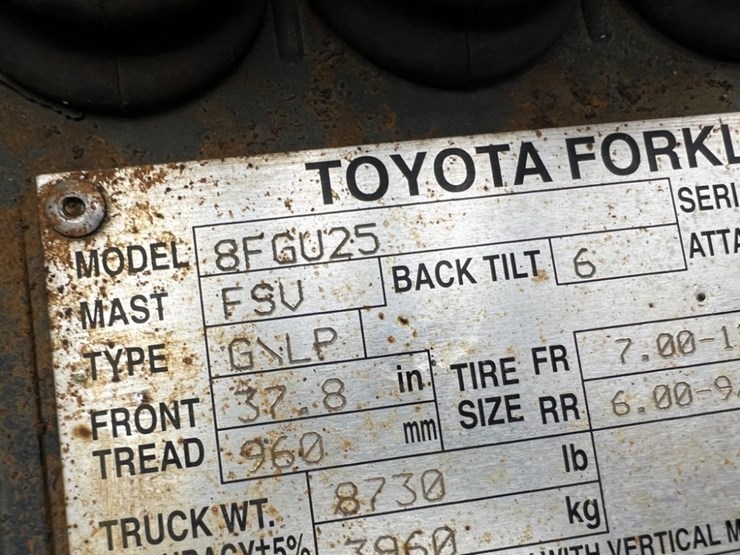 TOYOTA FORKL
MODEL 8FGU25 SERI
MAST FSV BACK TILT 6 ATTA
TYPE G\LP
FRONT TREAD 37.8 in TIRE SIZE FR 7.00-1
960 mm RR 6.00-9
TRUCK WT. 8730 lb
±5% 3960 kg
WITH VERTICAL M